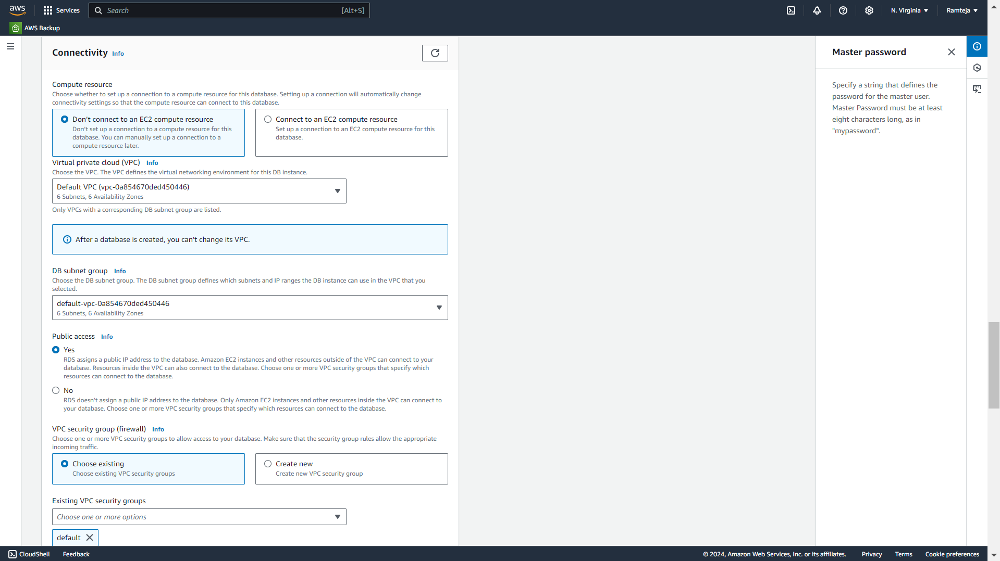 aws
Services
Search
[Alt+S]
N. Virginia
Ramteja
AWS Backup
Connectivity Info
Compute resource
Choose whether to set up a connection to a compute resource for this database. Setting up a connection will automatically change
connectivity settings so that the compute resource can connect to this database.
Don't connect to an EC2 compute resource
Don't set up a connection to a compute resource for this
database. You can manually set up a connection to a
compute resource later.
Connect to an EC2 compute resource
Set up a connection to an EC2 compute resource for this
database.
Virtual private cloud (VPC) Info
Choose the VPC. The VPC defines the virtual networking environment for this DB instance.
Default VPC (vpc-0a854670ded450446)
6 Subnets, 6 Availability Zones
Only VPCs with a corresponding DB subnet group are listed.
After a database is created, you can't change its VPC.
DB subnet group Info
Choose the DB subnet group. The DB subnet group defines which subnets and IP ranges the DB instance can use in the VPC that you
selected.
default-vpc-0a854670ded450446
6 Subnets, 6 Availability Zones
Public access Info
Yes
RDS assigns a public IP address to the database. Amazon EC2 instances and other resources outside of the VPC can connect to your
database. Resources inside the VPC can also connect to the database. Choose one or more VPC security groups that specify which
resources can connect to the database.
No
RDS doesn't assign a public IP address to the database. Only Amazon EC2 instances and other resources inside the VPC can connect to
your database. Choose one or more VPC security groups that specify which resources can connect to the database.
VPC security group (firewall) Info
Choose one or more VPC security groups to allow access to your database. Make sure that the security group rules allow the appropriate
incoming traffic.
Choose existing
Choose existing VPC security groups
Create new
Create new VPC security group
Existing VPC security groups
Choose one or more options
default
Master password
Specify a string that defines the
password for the master user.
Master Password must be at least
eight characters long, as in
"mypassword".
CloudShell
Feedback
© 2024, Amazon Web Services, Inc. or its affiliates.
Privacy
Terms
Cookie preferences